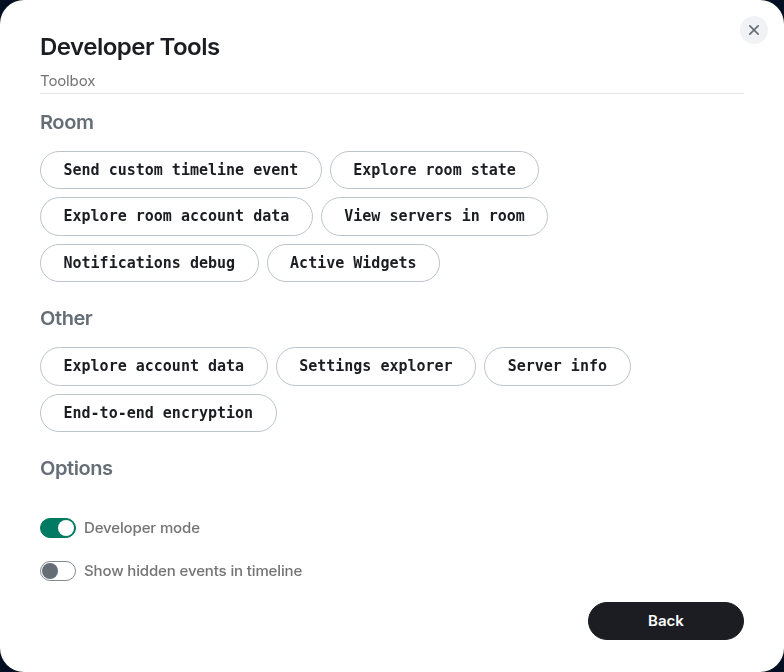 Developer Tools
Toolbox
Room
Send custom timeline event Explore room state
Explore room account data View servers in room
Notifications debug Active Widgets
Other
Explore account data Settings explorer Server info
End-to-end encryption
Options
Developer mode
Show hidden events in timeline
Back